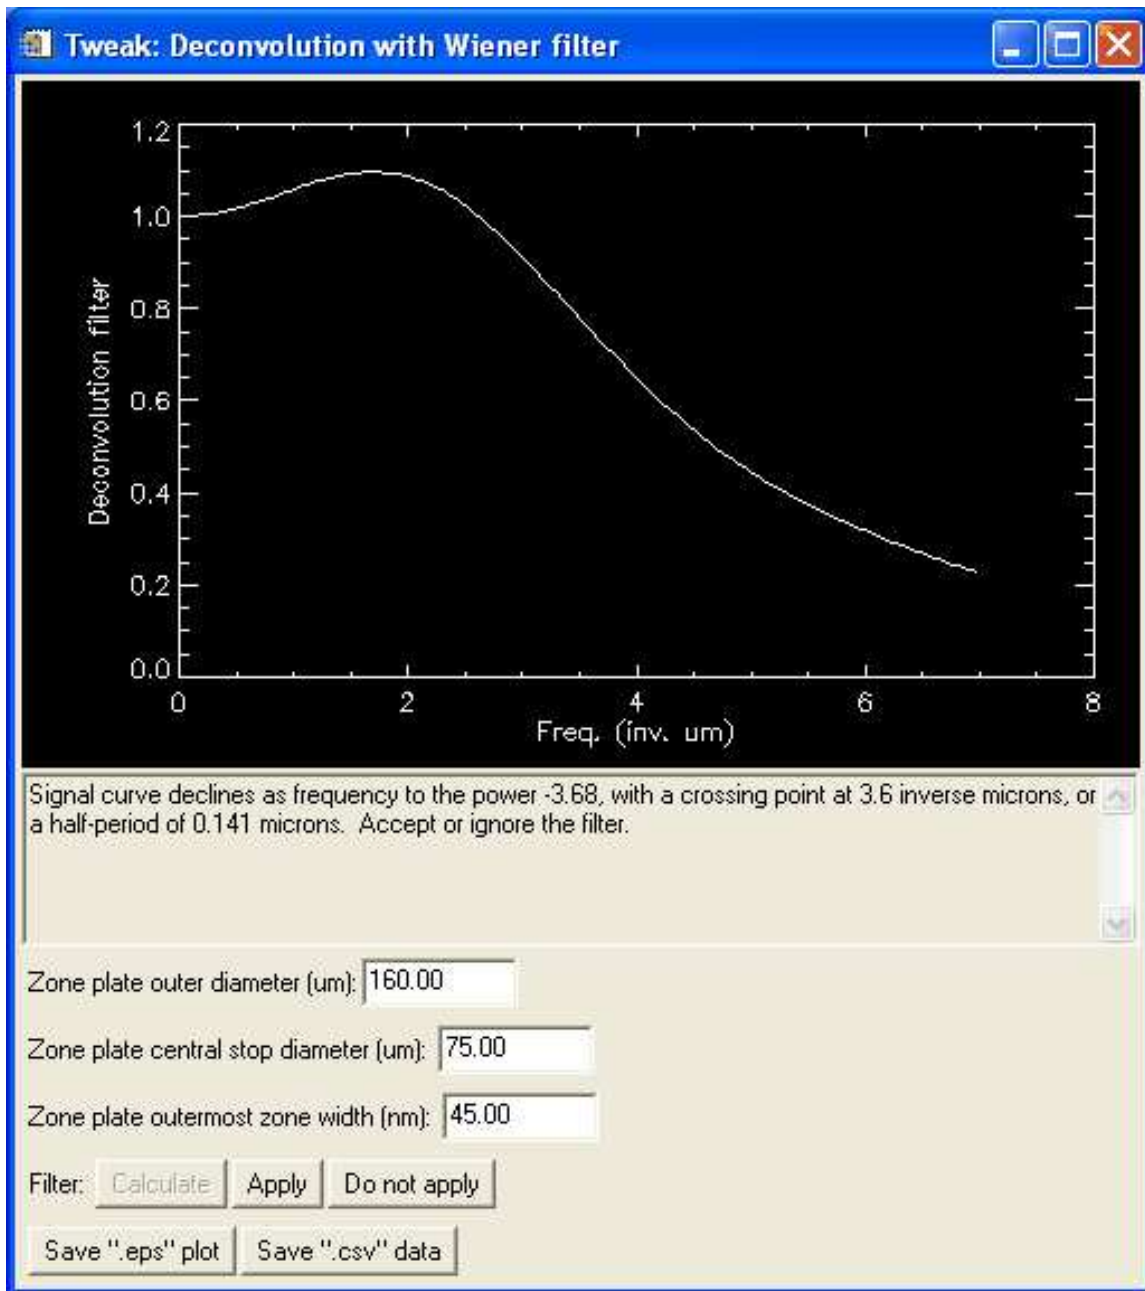 Tweak: Deconvolution with Wiener filter
1.2
1.0
0.8
0.6
0.4
0.2
0.0
Deconvolution filter
0 2 4 6 8
Freq. (inv. um)
Signal curve declines as frequency to the power -3.68, with a crossing point at 3.6 inverse microns, or
a half-period of 0.141 microns. Accept or ignore the filter.
Zone plate outer diameter (um): 160.00
Zone plate central stop diameter (um): 75.00
Zone plate outermost zone width (nm): 45.00
Filter: Calculate Apply Do not apply
Save ".eps" plot Save ".csv" data